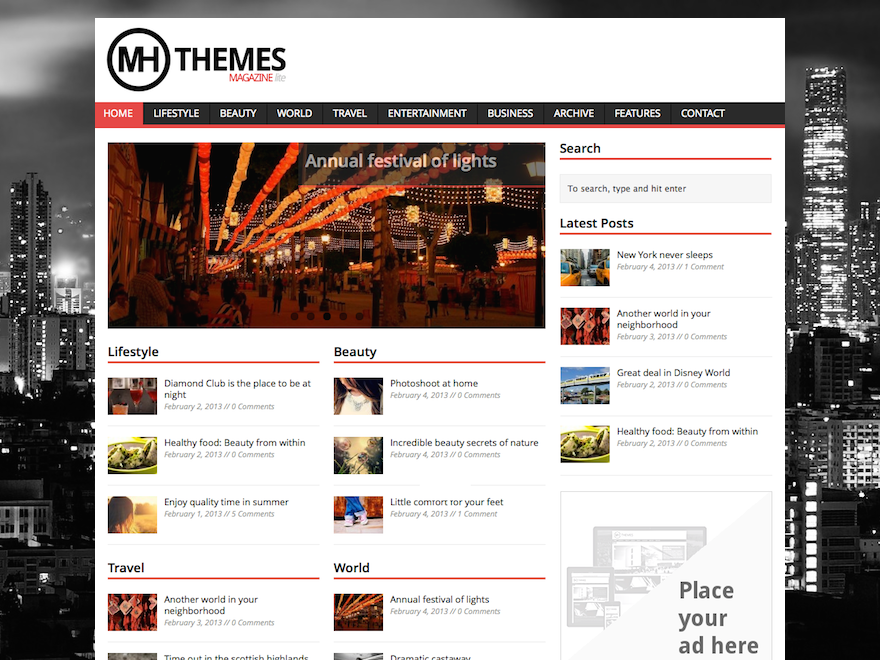 MH THEMES
MAGAZINE lite
HOME LIFESTYLE BEAUTY WORLD TRAVEL ENTERTAINMENT BUSINESS ARCHIVE FEATURES CONTACT
Annual festival of lights
Lifestyle
Diamond Club is the place to be at
night
February 2, 2013 // 0 Comments
Healthy food: Beauty from within
February 2, 2013 // 0 Comments
Enjoy quality time in summer
February 1, 2013 // 5 Comments
Beauty
Photoshoot at home
February 4, 2013 // 0 Comments
Incredible beauty secrets of nature
February 4, 2013 // 0 Comments
Little comfort for your feet
February 4, 2013 // 1 Comment
Travel
Another world in your
neighborhood
February 3, 2013 // 0 Comments
Time out in the scottish highlands
World
Annual festival of lights
February 4, 2013 // 0 Comments
Dramatic castaway
Search
To search, type and hit enter
Latest Posts
New York never sleeps
February 4, 2013 // 1 Comment
Another world in your
neighborhood
February 3, 2013 // 0 Comments
Great deal in Disney World
February 2, 2013 // 0 Comments
Healthy food: Beauty from within
February 2, 2013 // 0 Comments
Place
your
ad here